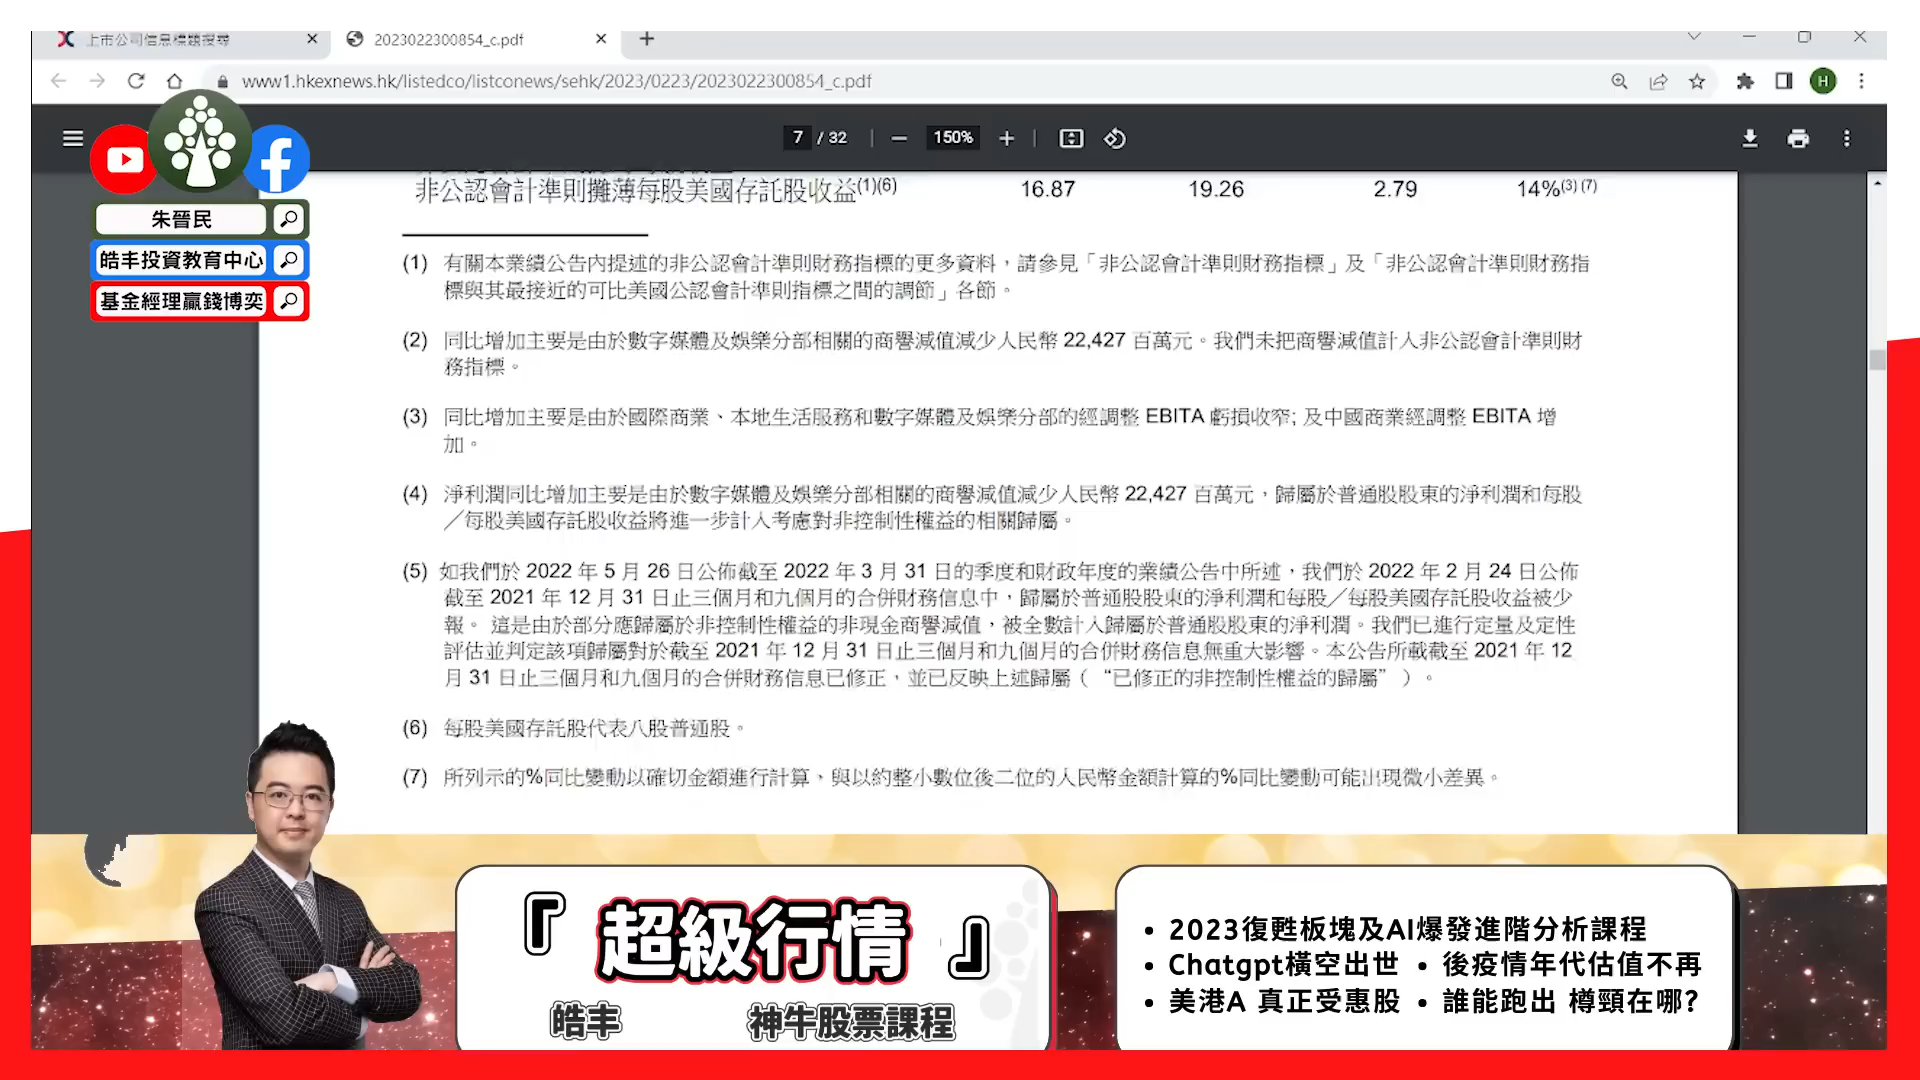 上市公司信息標題搜尋
2023022300854_c.pdf
www1.hkexnews.hk/listedco/listconews/sehk/2023/0223/2023022300854_c.pdf
H
7 / 32
150%
朱晉民
皓丰投資教育中心
基金經理贏錢博奕
非公認會計準則攤薄每股美國存託股收益(1)(6) 16.87 19.26 2.79 14%(3) (7)
(1) 有關本業績公告內提述的非公認會計準則財務指標的更多資料，請參見「非公認會計準則財務指標」及「非公認會計準則財務指
標與其最接近的可比美國公認會計準則指標之間的調節」各節。
(2) 同比增加主要是由於數字媒體及娛樂分部相關的商譽減值減少人民幣 22,427 百萬元。我們未把商譽減值計入非公認會計準則財
務指標。
(3) 同比增加主要是由於國際商業、本地生活服務和數字媒體及娛樂分部的經調整 EBITA 虧損收窄; 及中國商業經調整 EBITA 增
加。
(4) 淨利潤同比增加主要是由於數字媒體及娛樂分部相關的商譽減值減少人民幣 22,427 百萬元，歸屬於普通股股東的淨利潤和每股
／每股美國存託股收益將進一步計入考慮對非控制性權益的相關歸屬。
(5) 如我們於 2022 年 5 月 26 日公佈截至 2022 年 3 月 31 日的季度和財政年度的業績公告中所述，我們於 2022 年 2 月 24 日公佈
截至 2021 年 12 月 31 日止三個月和九個月的合併財務信息中，歸屬於普通股股東的淨利潤和每股／每股美國存託股收益被少
報。 這是由於部分應歸屬於非控制性權益的非現金商譽減值，被全數計入歸屬於普通股股東的淨利潤。我們已進行定量及定性
評估並判定該項歸屬對於截至 2021 年 12 月 31 日止三個月和九個月的合併財務信息無重大影響。本公告所載截至 2021 年 12
月 31 日止三個月和九個月的合併財務信息已修正，並已反映上述歸屬（“已修正的非控制性權益的歸屬”）。
(6) 每股美國存託股代表八股普通股。
(7) 所列示的%同比變動以確切金額進行計算、與以約整小數位後二位的人民幣金額計算的%同比變動可能出現微小差異。
『超級行情』
皓丰 神牛股票課程
• 2023復甦板塊及AI爆發進階分析課程
• Chatgpt橫空出世 • 後疫情年代估值不再
• 美港A 真正受惠股 • 誰能跑出 樽頸在哪?